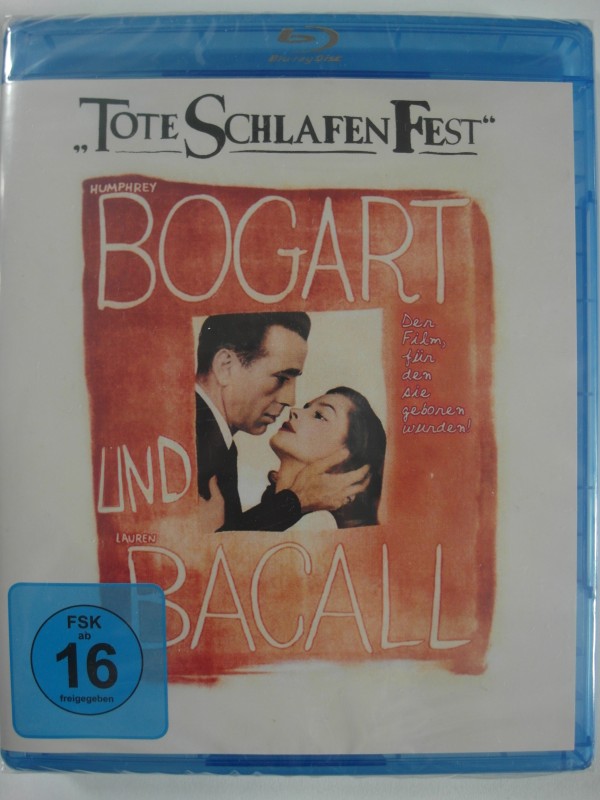 Blu-ray Disc
„TOTE SCHLAFEN FEST“
HUMPHREY
BOGART
Der
Film,
für
den
sie
geboren
wurden!
UND
LAUREN
BACALL
FSK
ab
16
freigegeben